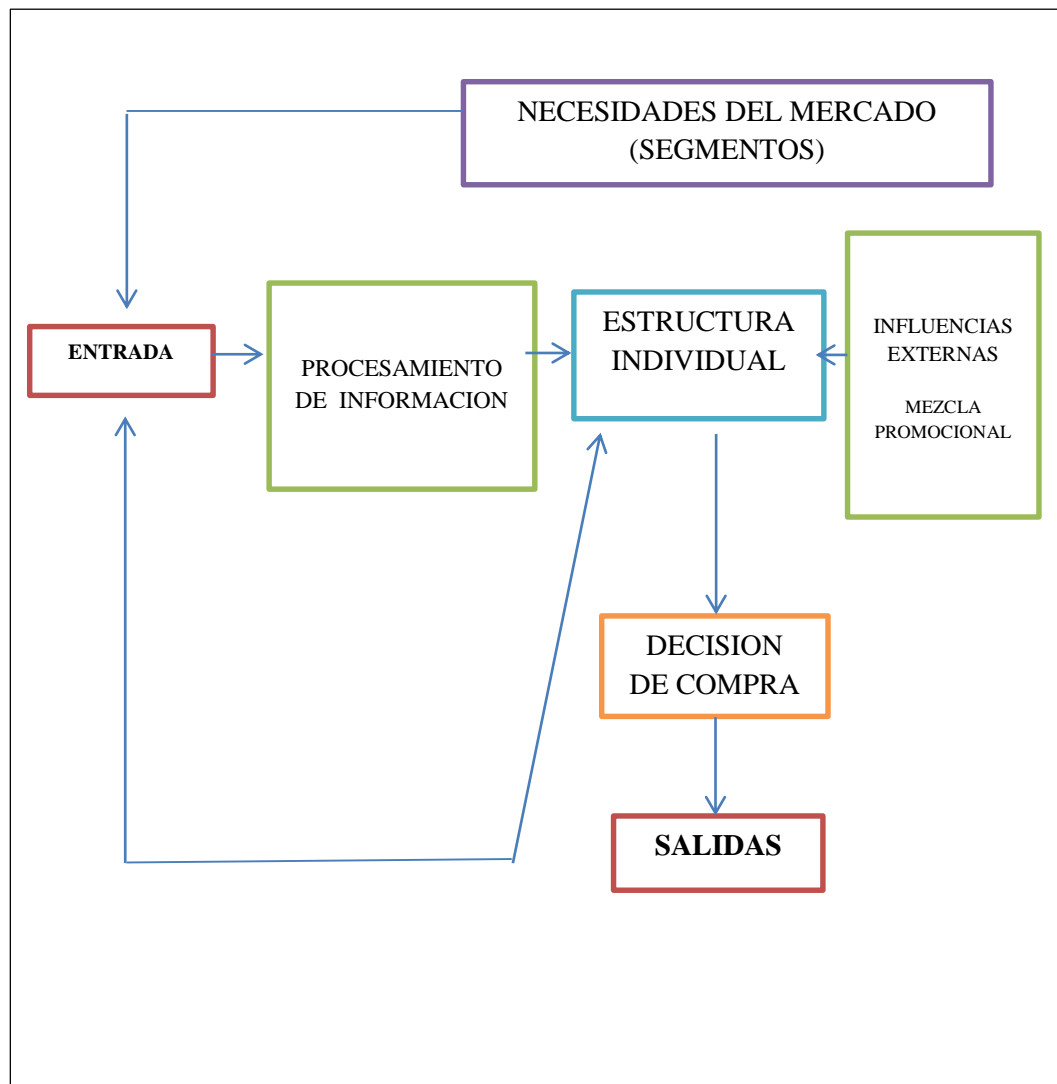 NECESIDADES DEL MERCADO
(SEGMENTOS)
ENTRADA
PROCESAMIENTO
DE INFORMACION
ESTRUCTURA
INDIVIDUAL
INFLUENCIAS
EXTERNAS
MEZCLA
PROMOCIONAL
DECISION
DE COMPRA
SALIDAS